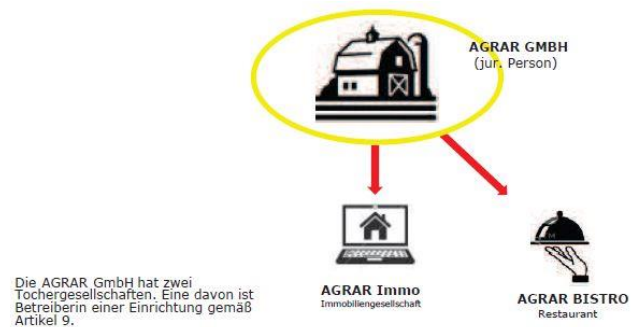 AGRAR GMBH
(jur. Person)
AGRAR Immo
Immobiliengesellschaft
AGRAR BISTRO
Restaurant
Die AGRAR GmbH hat zwei
Tochergesellschaften. Eine davon ist
Betreiberin einer Einrichtung gemäß
Artikel 9.